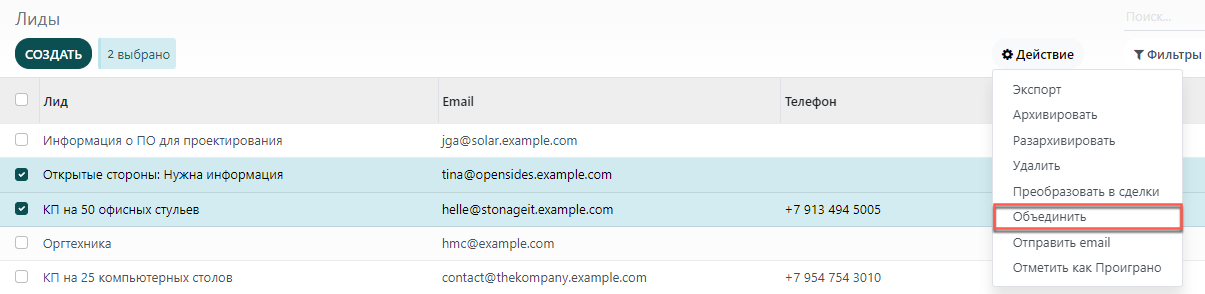 Лиды
Поиск...
СОЗДАТЬ
2 выбрано
Действие
Фильтры
Лид Email Телефон
Информация о ПО для проектирования jga@solar.example.com
Открытые стороны: Нужна информация tina@opensides.example.com
КП на 50 офисных стульев helle@stonageit.example.com +7 913 494 5005
Оргтехника hmc@example.com
КП на 25 компьютерных столов contact@thekompany.example.com +7 954 754 3010
Экспорт
Архивировать
Разархивировать
Удалить
Преобразовать в сделки
Объединить
Отправить email
Отметить как Проиграно